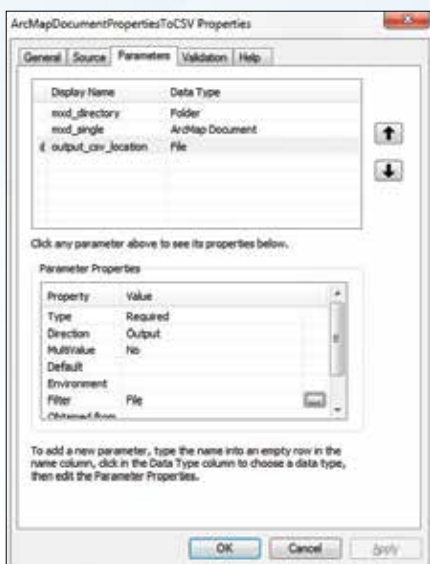 ArcMapDocumentPropertiesToCSV Properties
General Source Parameters Validation Help
Display Name Data Type
mxd_directory Folder
mxd_single ArcMap Document
output_csv_location File
Click any parameter above to see its properties below.
Parameter Properties
Property Value
Type Required
Direction Output
MultiValue No
Default
Environment
Filter File
Obtained from
To add a new parameter, type the name into an empty row in the
name column, click in the Data Type column to choose a data type,
then edit the Parameter Properties.
OK Cancel Apply